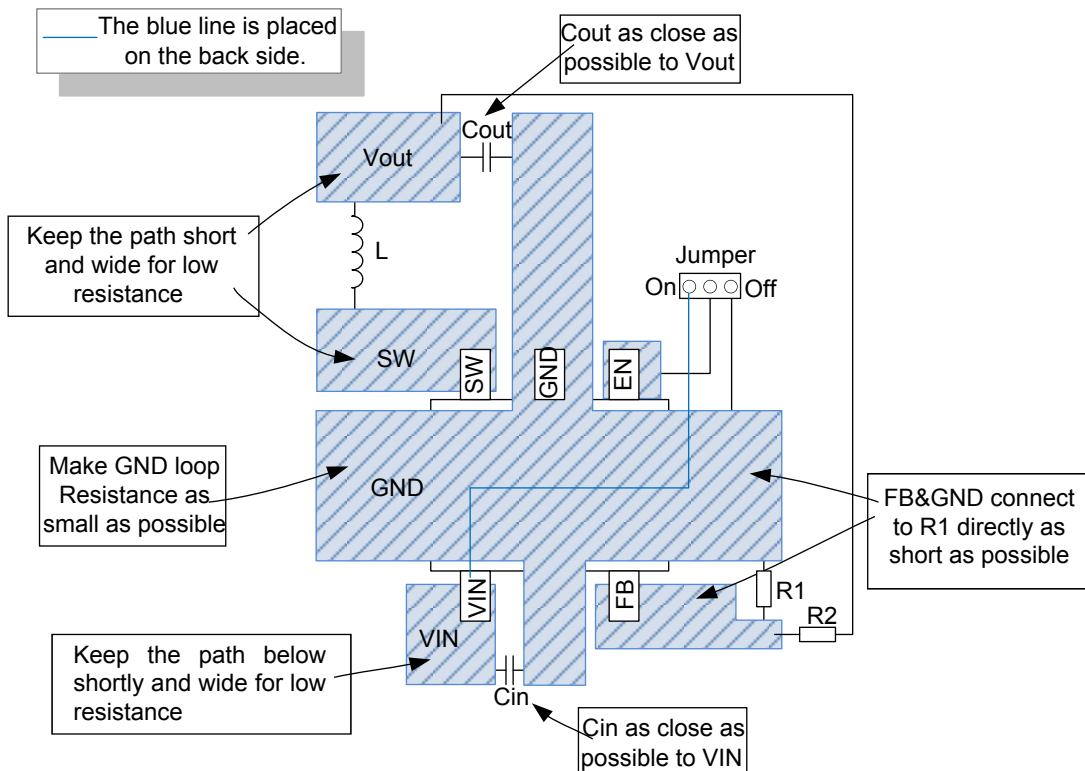 The blue line is placed
on the back side.
Cout as close as
possible to Vout
Cout
Vout
Keep the path short
and wide for low
resistance
L
Jumper
On
Off
SW
SW
GND
EN
Make GND loop
Resistance as
small as possible
GND
FB&GND connect
to R1 directly as
short as possible
VIN
FB
R1
R2
VIN
Keep the path below
shortly and wide for low
resistance
Cin
Cin as close as
possible to VIN